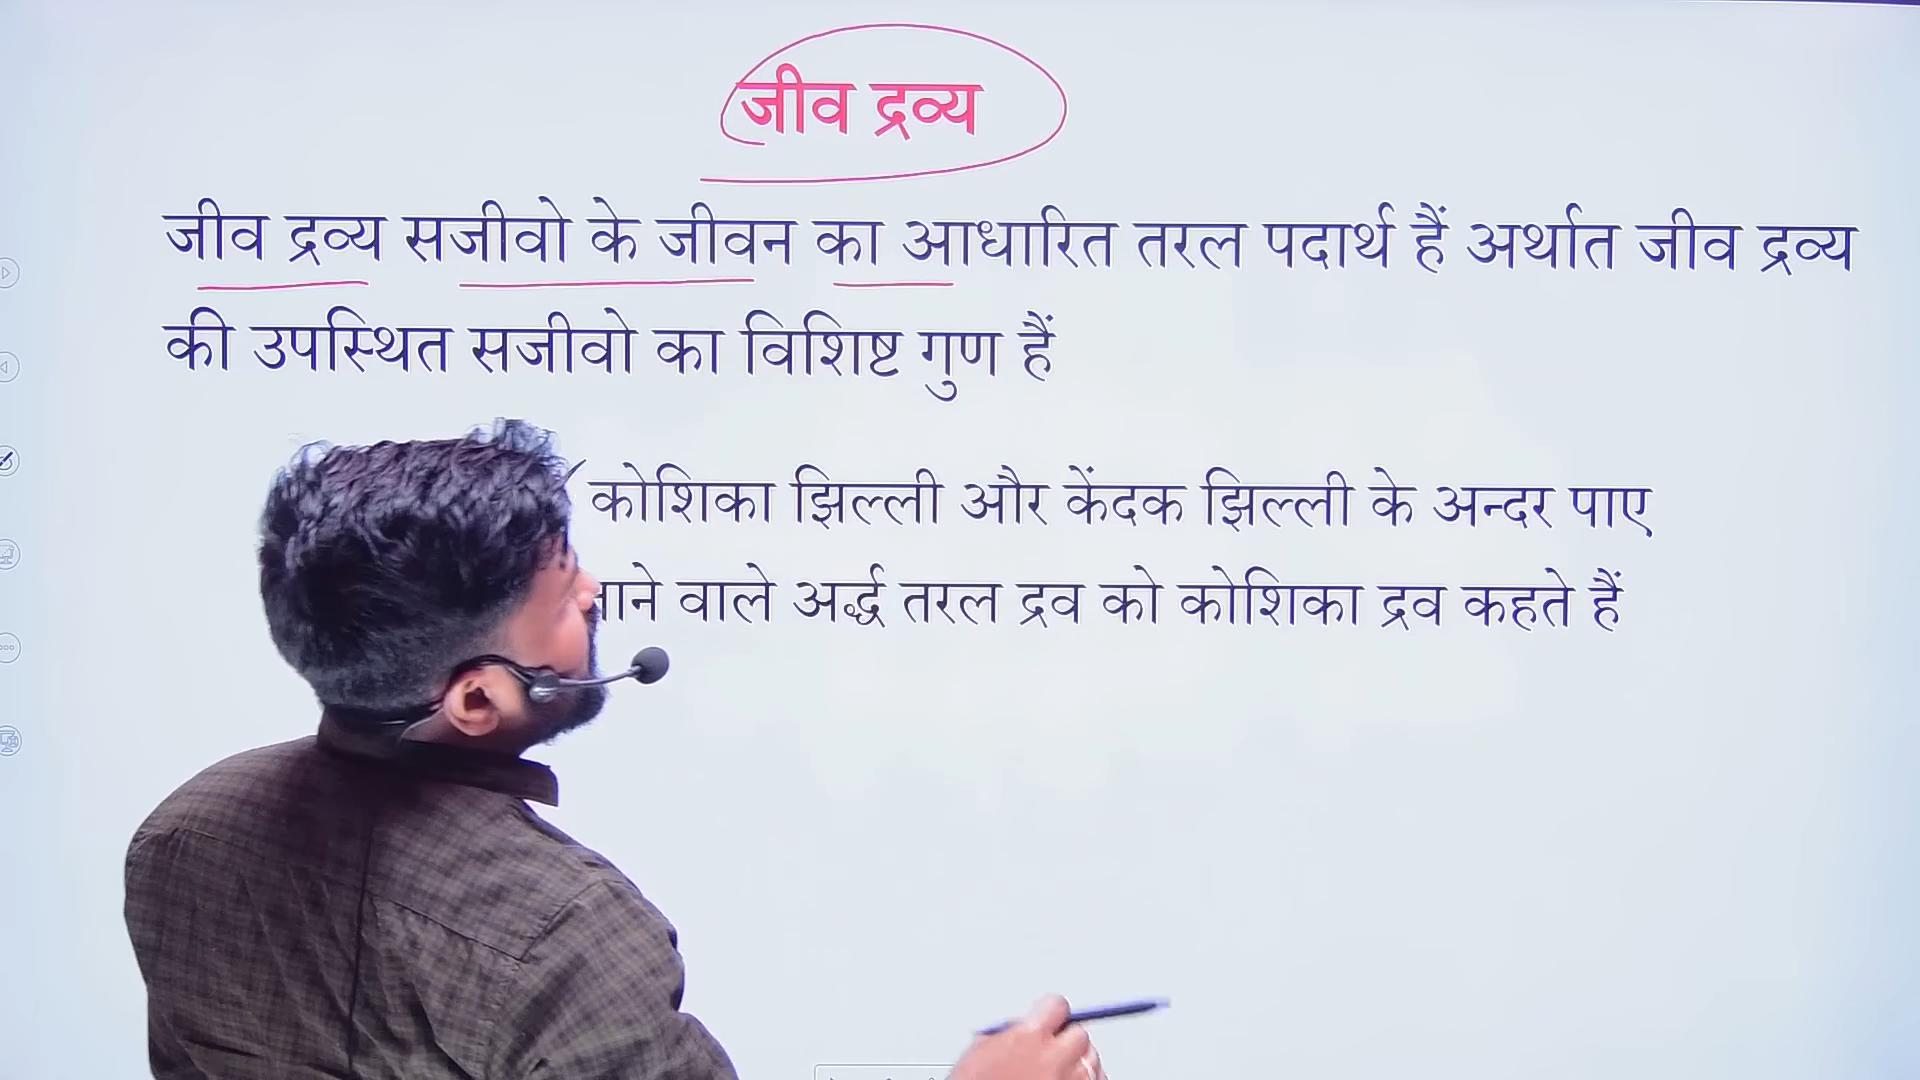 जीव द्रव्य
जीव द्रव्य सजीवो के जीवन का आधारित तरल पदार्थ हैं अर्थात जीव द्रव्य
की उपस्थित सजीवो का विशिष्ट गुण हैं
कोशिका झिल्ली और केंदक झिल्ली के अन्दर पाए
वाले अर्द्ध तरल द्रव को कोशिका द्रव कहते हैं